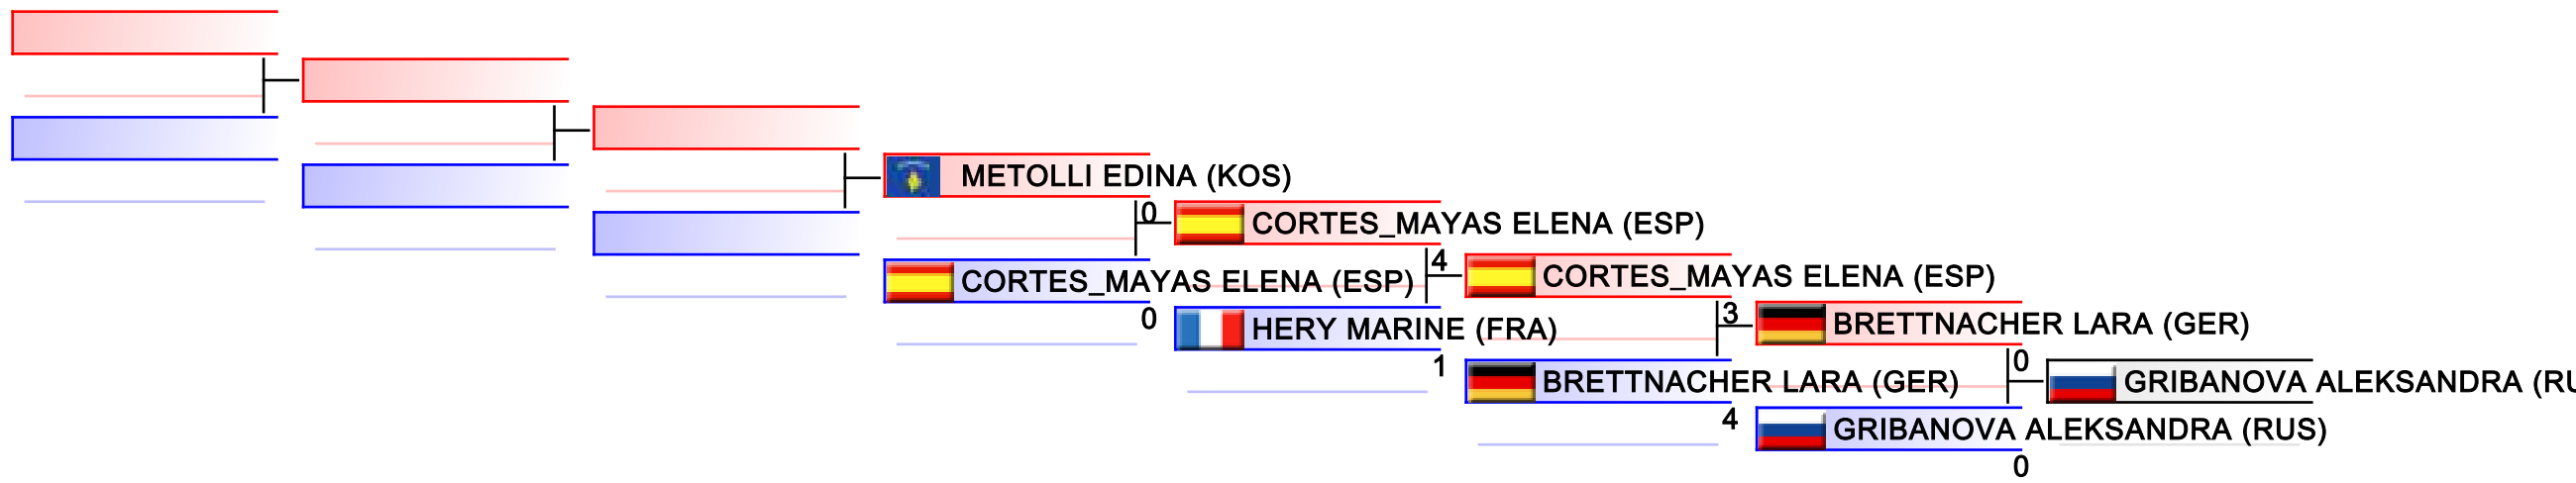 METOLLI EDINA (KOS)
0
CORTES_MAYAS ELENA (ESP)
CORTES_MAYAS ELENA (ESP)
0
4
HERY MARINE (FRA)
1
CORTES_MAYAS ELENA (ESP)
3
BRETTNACHER LARA (GER)
4
BRETTNACHER LARA (GER)
0
GRIBANOVA ALEKSANDRA (RUS)
0
GRIBANOVA ALEKSANDRA (RU